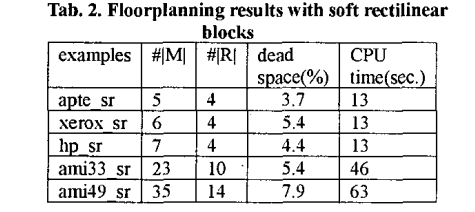 Tab. 2. Floorplanning results with soft rectilinear
blocks
examples #|M| #|R| dead space(%) CPU time(sec.)
apte_sr 5 4 3.7 13
xerox_sr 6 4 5.4 13
hp_sr 7 4 4.4 13
ami33_sr 23 10 5.4 46
ami49_sr 35 14 7.9 63